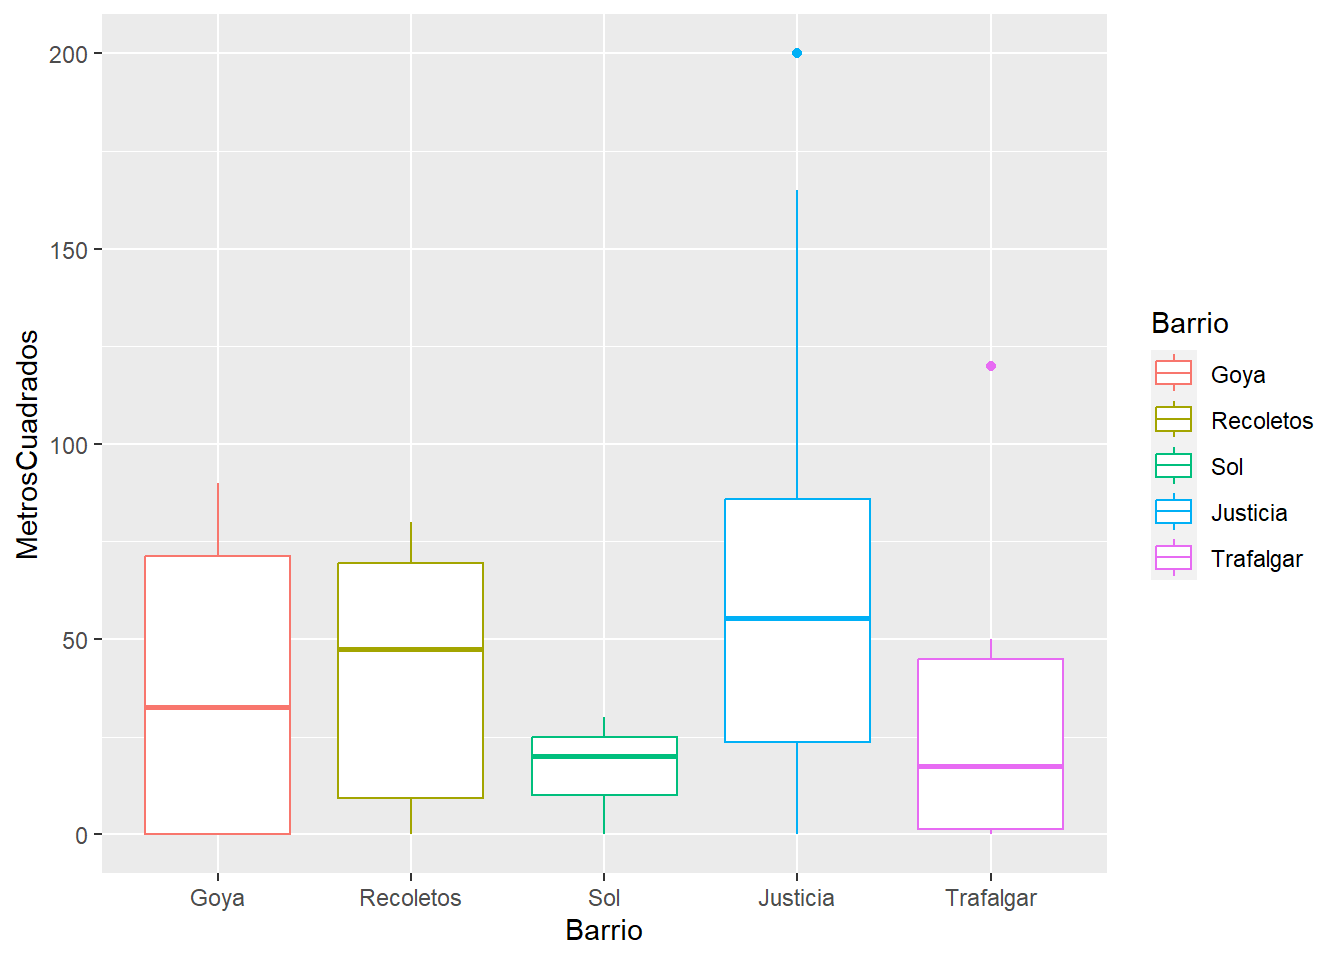 MetrosCuadrados
200
150
100
50
0
Goya
Recoletos
Sol
Justicia
Trafalgar
Barrio
Barrio
Goya
Recoletos
Sol
Justicia
Trafalgar